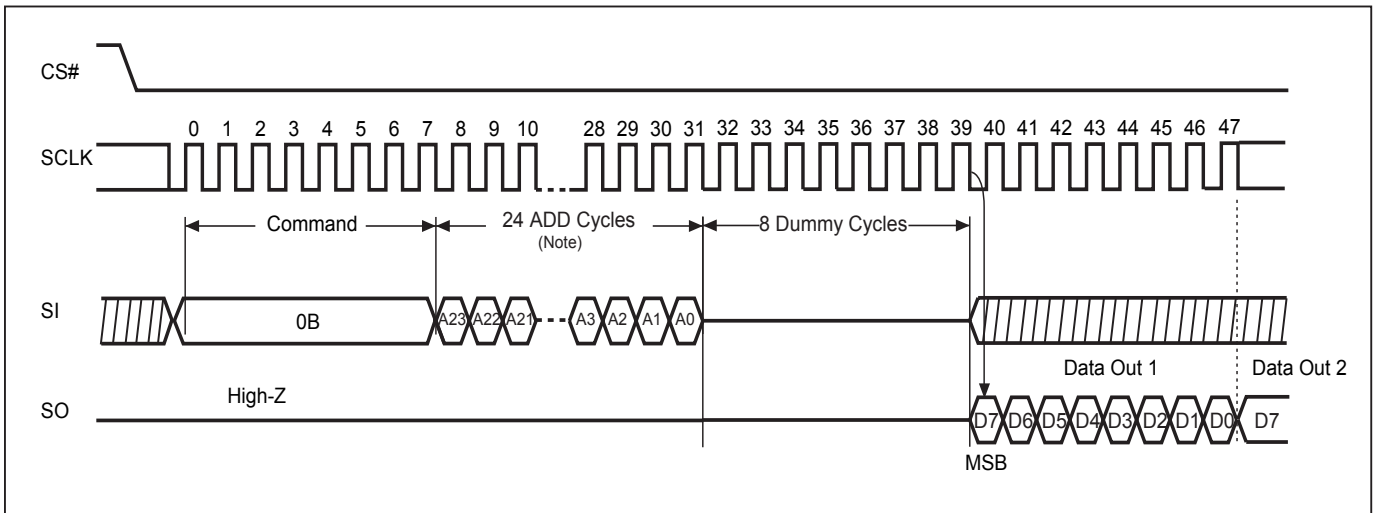 CS#
0 1 2 3 4 5 6 7 8 9 10 28 29 30 31 32 33 34 35 36 37 38 39 40 41 42 43 44 45 46 47
SCLK
Command 24 ADD Cycles 8 Dummy Cycles
(Note)
SI
0B A23 A22 A21 A3 A2 A1 A0
Data Out 1 Data Out 2
High-Z
SO
D7 D6 D5 D4 D3 D2 D1 D0 D7
MSB